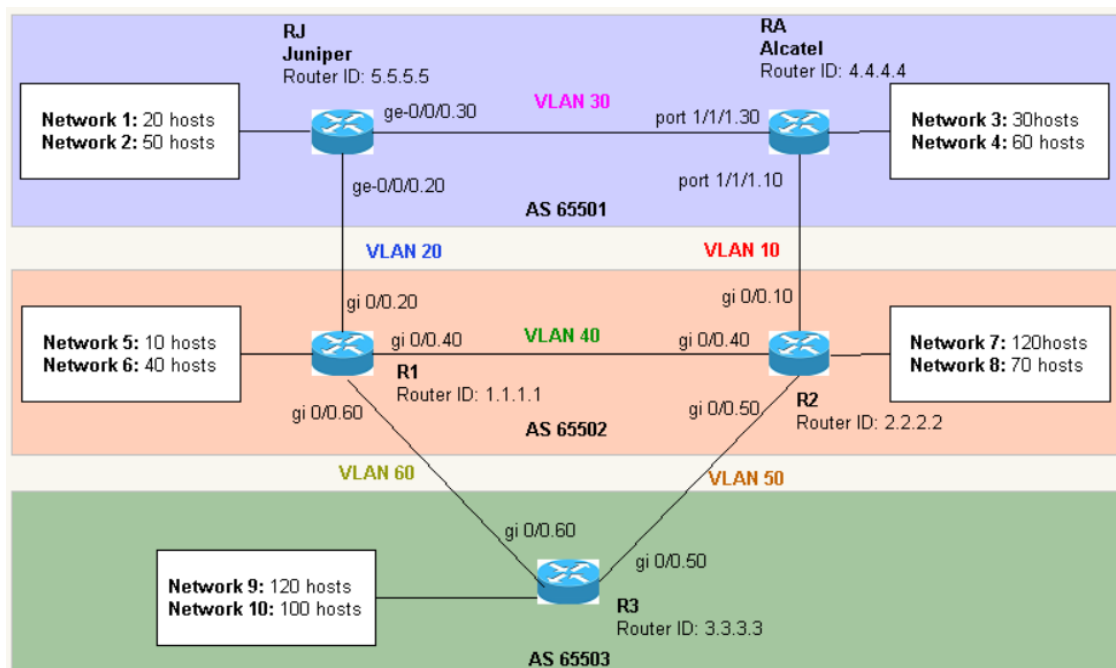 RJ
Juniper
Router ID: 5.5.5.5
RA
Alcatel
Router ID: 4.4.4.4
Network 1: 20 hosts
Network 2: 50 hosts
ge-0/0/0.30
VLAN 30
port 1/1/1.30
Network 3: 30hosts
Network 4: 60 hosts
ge-0/0/0.20
port 1/1/1.10
AS 65501
VLAN 20
VLAN 10
gi 0/0.20
gi 0/0.10
Network 5: 10 hosts
Network 6: 40 hosts
gi 0/0.40
VLAN 40
gi 0/0.40
Network 7: 120hosts
Network 8: 70 hosts
R1
Router ID: 1.1.1.1
gi 0/0.60
gi 0/0.50
R2
Router ID: 2.2.2.2
AS 65502
VLAN 60
VLAN 50
gi 0/0.60
gi 0/0.50
Network 9: 120 hosts
Network 10: 100 hosts
R3
Router ID: 3.3.3.3
AS 65503